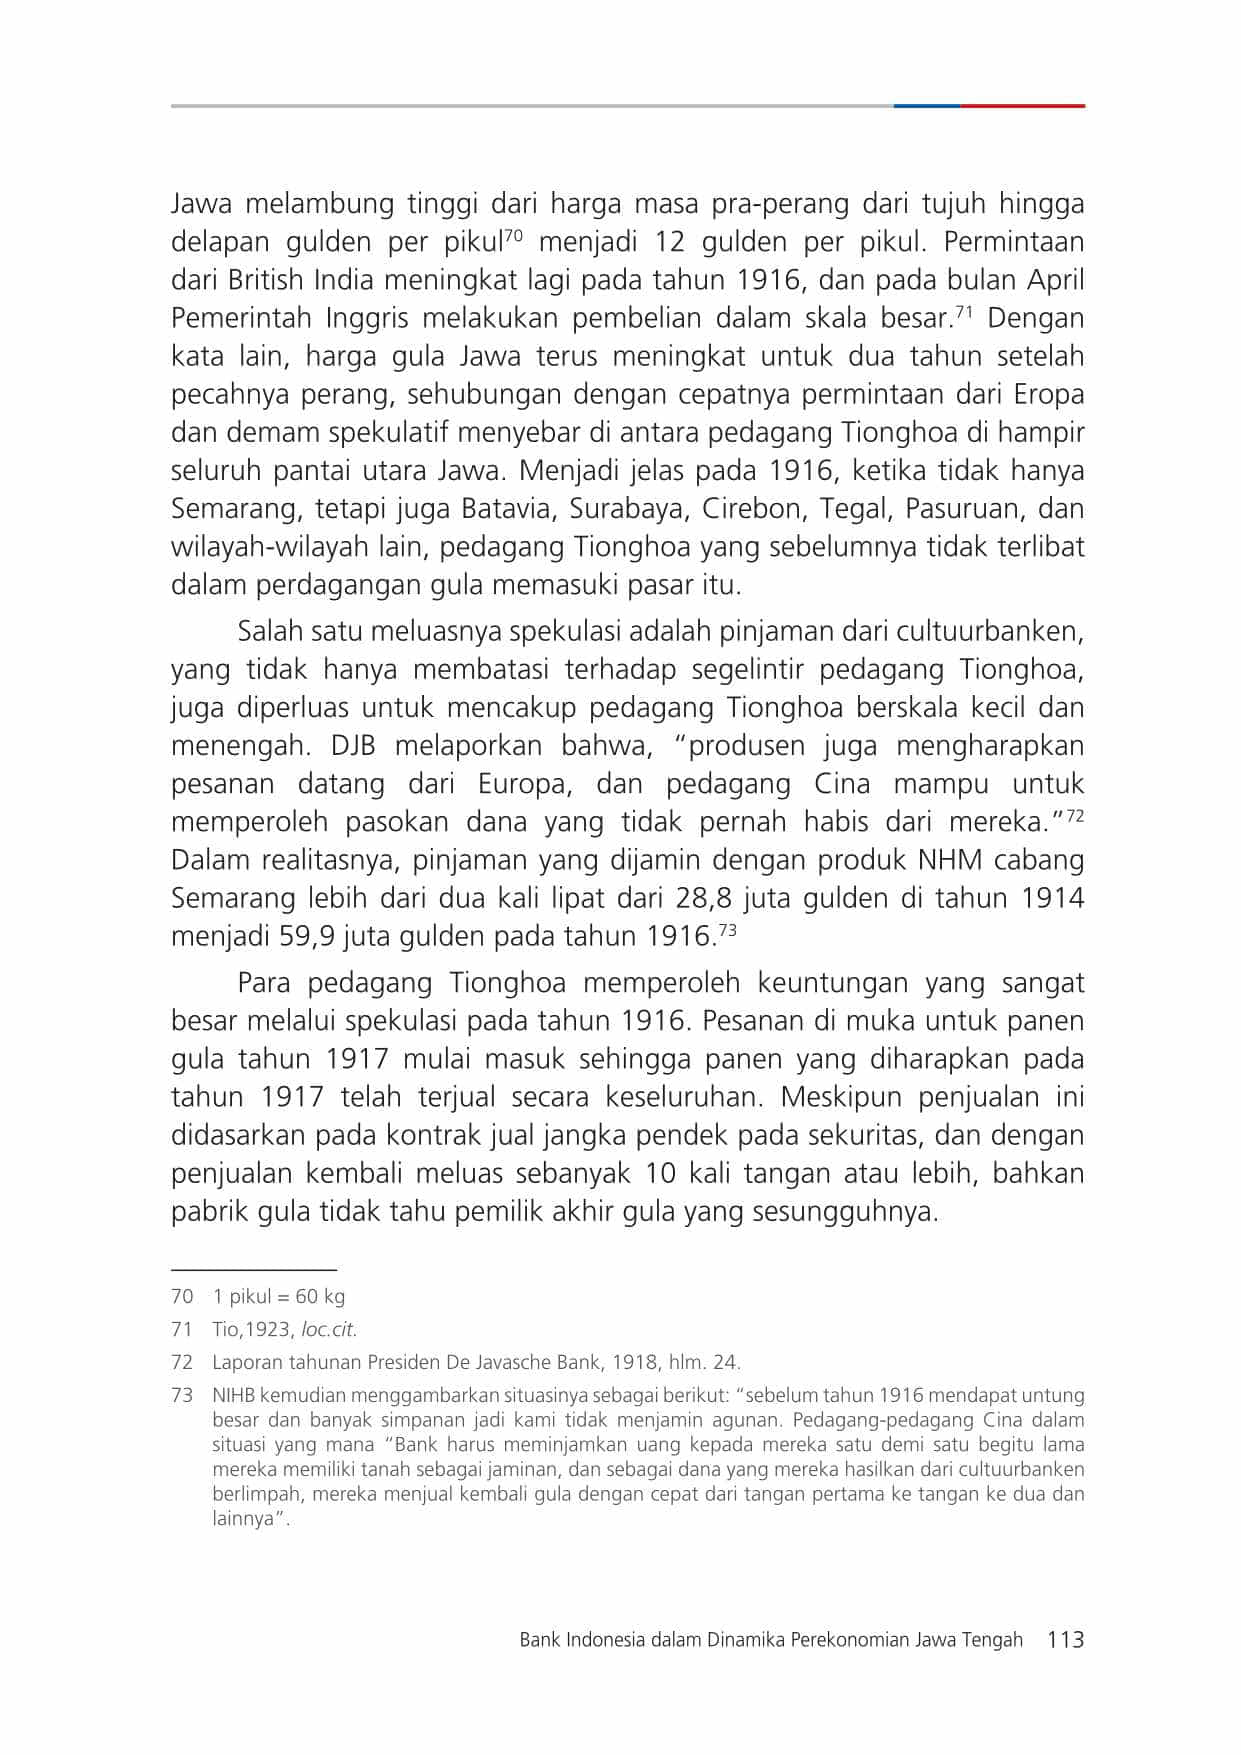 Jawa melambung tinggi dari harga masa pra-perang dari tujuh hingga
delapan gulden per pikul70 menjadi 12 gulden per pikul. Permintaan
dari British India meningkat lagi pada tahun 1916, dan pada bulan April
Pemerintah Inggris melakukan pembelian dalam skala besar.71 Dengan
kata lain, harga gula Jawa terus meningkat untuk dua tahun setelah
pecahnya perang, sehubungan dengan cepatnya permintaan dari Eropa
dan demam spekulatif menyebar di antara pedagang Tionghoa di hampir
seluruh pantai utara Jawa. Menjadi jelas pada 1916, ketika tidak hanya
Semarang, tetapi juga Batavia, Surabaya, Cirebon, Tegal, Pasuruan, dan
wilayah-wilayah lain, pedagang Tionghoa yang sebelumnya tidak terlibat
dalam perdagangan gula memasuki pasar itu.
Salah satu meluasnya spekulasi adalah pinjaman dari cultuurbanken,
yang tidak hanya membatasi terhadap segelintir pedagang Tionghoa,
juga diperluas untuk mencakup pedagang Tionghoa berskala kecil dan
menengah. DJB melaporkan bahwa, “produsen juga mengharapkan
pesanan datang dari Europa, dan pedagang Cina mampu untuk
memperoleh pasokan dana yang tidak pernah habis dari mereka.”72
Dalam realitasnya, pinjaman yang dijamin dengan produk NHM cabang
Semarang lebih dari dua kali lipat dari 28,8 juta gulden di tahun 1914
menjadi 59,9 juta gulden pada tahun 1916.73
Para pedagang Tionghoa memperoleh keuntungan yang sangat
besar melalui spekulasi pada tahun 1916. Pesanan di muka untuk panen
gula tahun 1917 mulai masuk sehingga panen yang diharapkan pada
tahun 1917 telah terjual secara keseluruhan. Meskipun penjualan ini
didasarkan pada kontrak jual jangka pendek pada sekuritas, dan dengan
penjualan kembali meluas sebanyak 10 kali tangan atau lebih, bahkan
pabrik gula tidak tahu pemilik akhir gula yang sesungguhnya.
70 1 pikul = 60 kg
71 Tio,1923, loc.cit.
72 Laporan tahunan Presiden De Javasche Bank, 1918, hlm. 24.
73 NIHB kemudian menggambarkan situasinya sebagai berikut: “sebelum tahun 1916 mendapat untung
besar dan banyak simpanan jadi kami tidak menjamin agunan. Pedagang-pedagang Cina dalam
situasi yang mana “Bank harus meminjamkan uang kepada mereka satu demi satu begitu lama
mereka memiliki tanah sebagai jaminan, dan sebagai dana yang mereka hasilkan dari cultuurbanken
berlimpah, mereka menjual kembali gula dengan cepat dari tangan pertama ke tangan ke dua dan
lainnya”.
Bank Indonesia dalam Dinamika Perekonomian Jawa Tengah 113